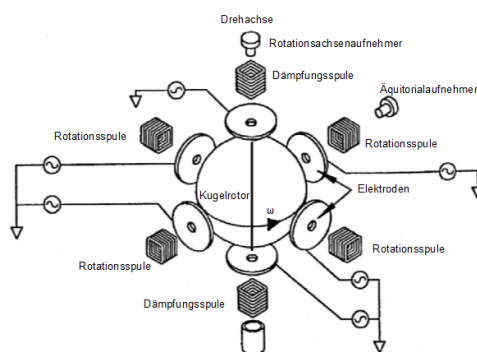 Drehachse
Rotationsachsenaufnehmer
Dämpfungsspule
Äquitorialaufnehmer
Rotationsspule
Rotationsspule
Kugelrotor
Elektroden
ω
Rotationsspule
Rotationsspule
Dämpfungsspule